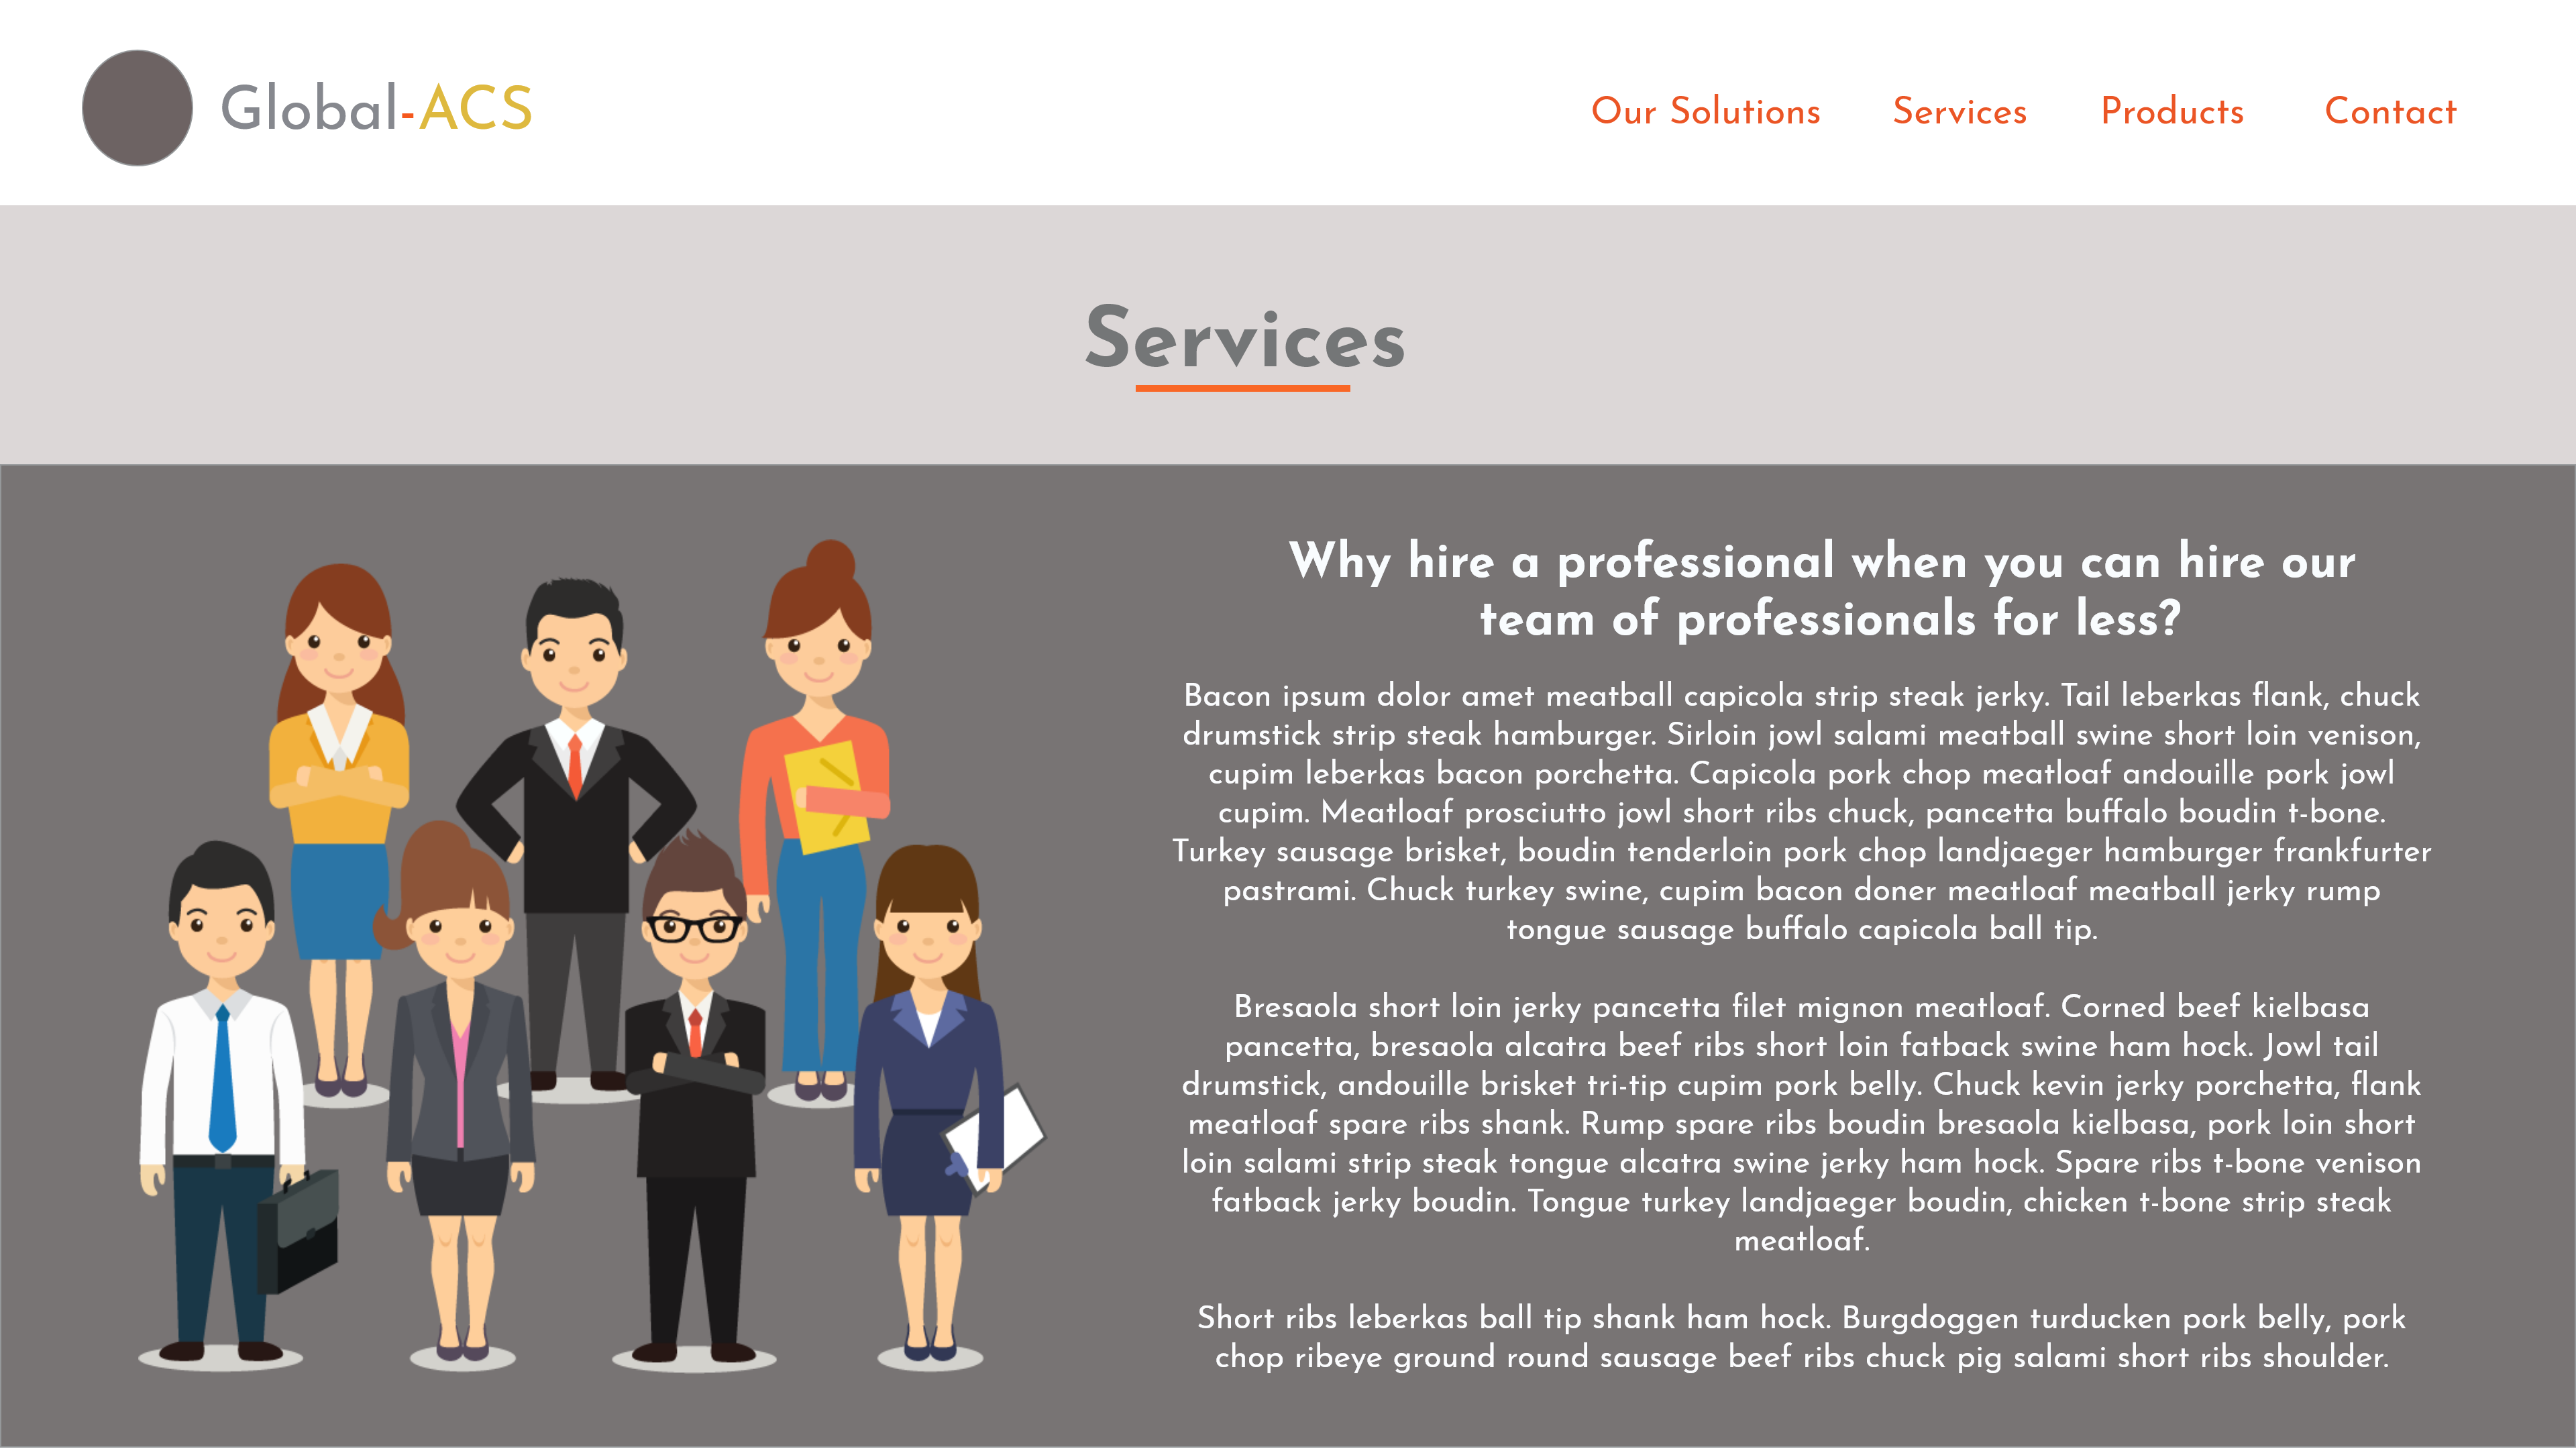 Global-ACS
Our Solutions
Services
Products
Contact
Services
Why hire a professional when you can hire our
team of professionals for less?
Bacon ipsum dolor amet meatball capicola strip steak jerky. Tail leberkas flank, chuck
drumstick strip steak hamburger. Sirloin jowl salami meatball swine short loin venison,
cupim leberkas bacon porchetta. Capicola pork chop meatloaf andouille pork jowl
cupim. Meatloaf prosciutto jowl short ribs chuck, pancetta buffalo boudin t-bone.
Turkey sausage brisket, boudin tenderloin pork chop landjaeger hamburger frankfurter
pastrami. Chuck turkey swine, cupim bacon doner meatloaf meatball jerky rump
tongue sausage buffalo capicola ball tip.
Bresaola short loin jerky pancetta filet mignon meatloaf. Corned beef kielbasa
pancetta, bresaola alcatra beef ribs short loin fatback swine ham hock. Jowl tail
drumstick, andouille brisket tri-tip cupim pork belly. Chuck kevin jerky porchetta, flank
meatloaf spare ribs shank. Rump spare ribs boudin bresaola kielbasa, pork loin short
loin salami strip steak tongue alcatra swine jerky ham hock. Spare ribs t-bone venison
fatback jerky boudin. Tongue turkey landjaeger boudin, chicken t-bone strip steak
meatloaf.
Short ribs leberkas ball tip shank ham hock. Burgdoggen turducken pork belly, pork
chop ribeye ground round sausage beef ribs chuck pig salami short ribs shoulder.